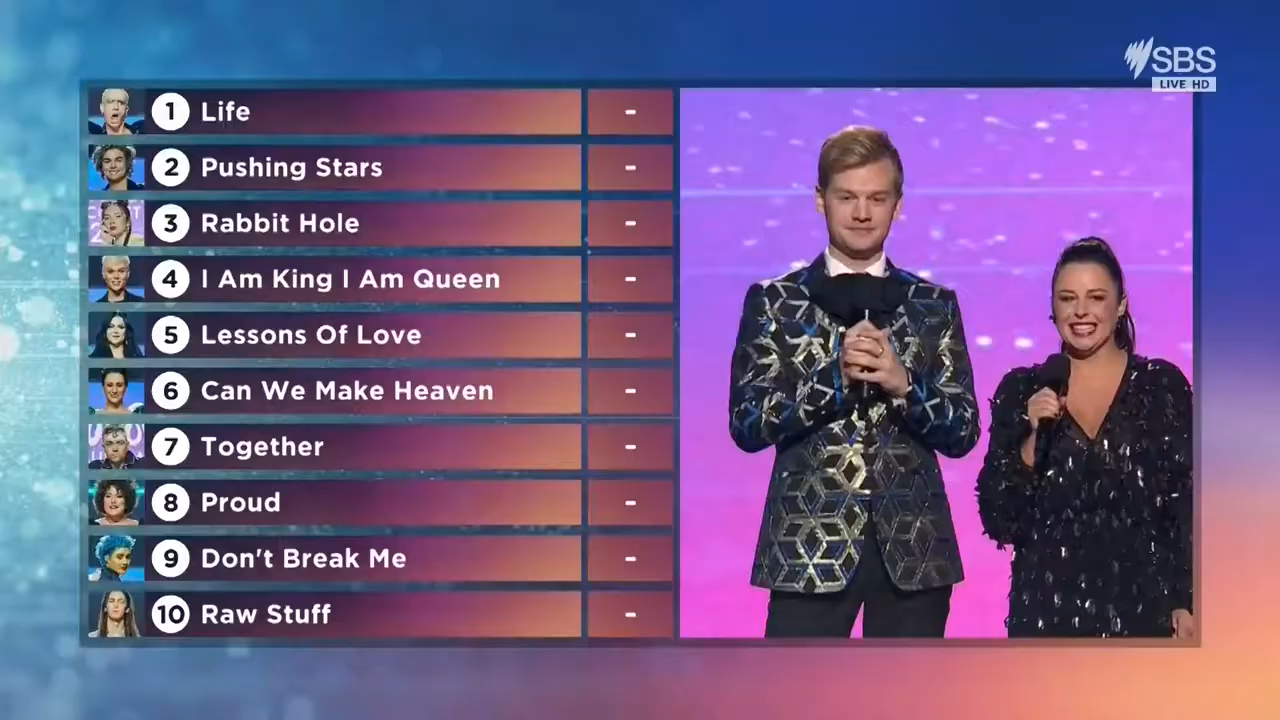 SBS
LIVE HD
1 Life -
2 Pushing Stars -
3 Rabbit Hole -
4 I Am King I Am Queen -
5 Lessons Of Love -
6 Can We Make Heaven -
7 Together -
8 Proud -
9 Don't Break Me -
10 Raw Stuff -